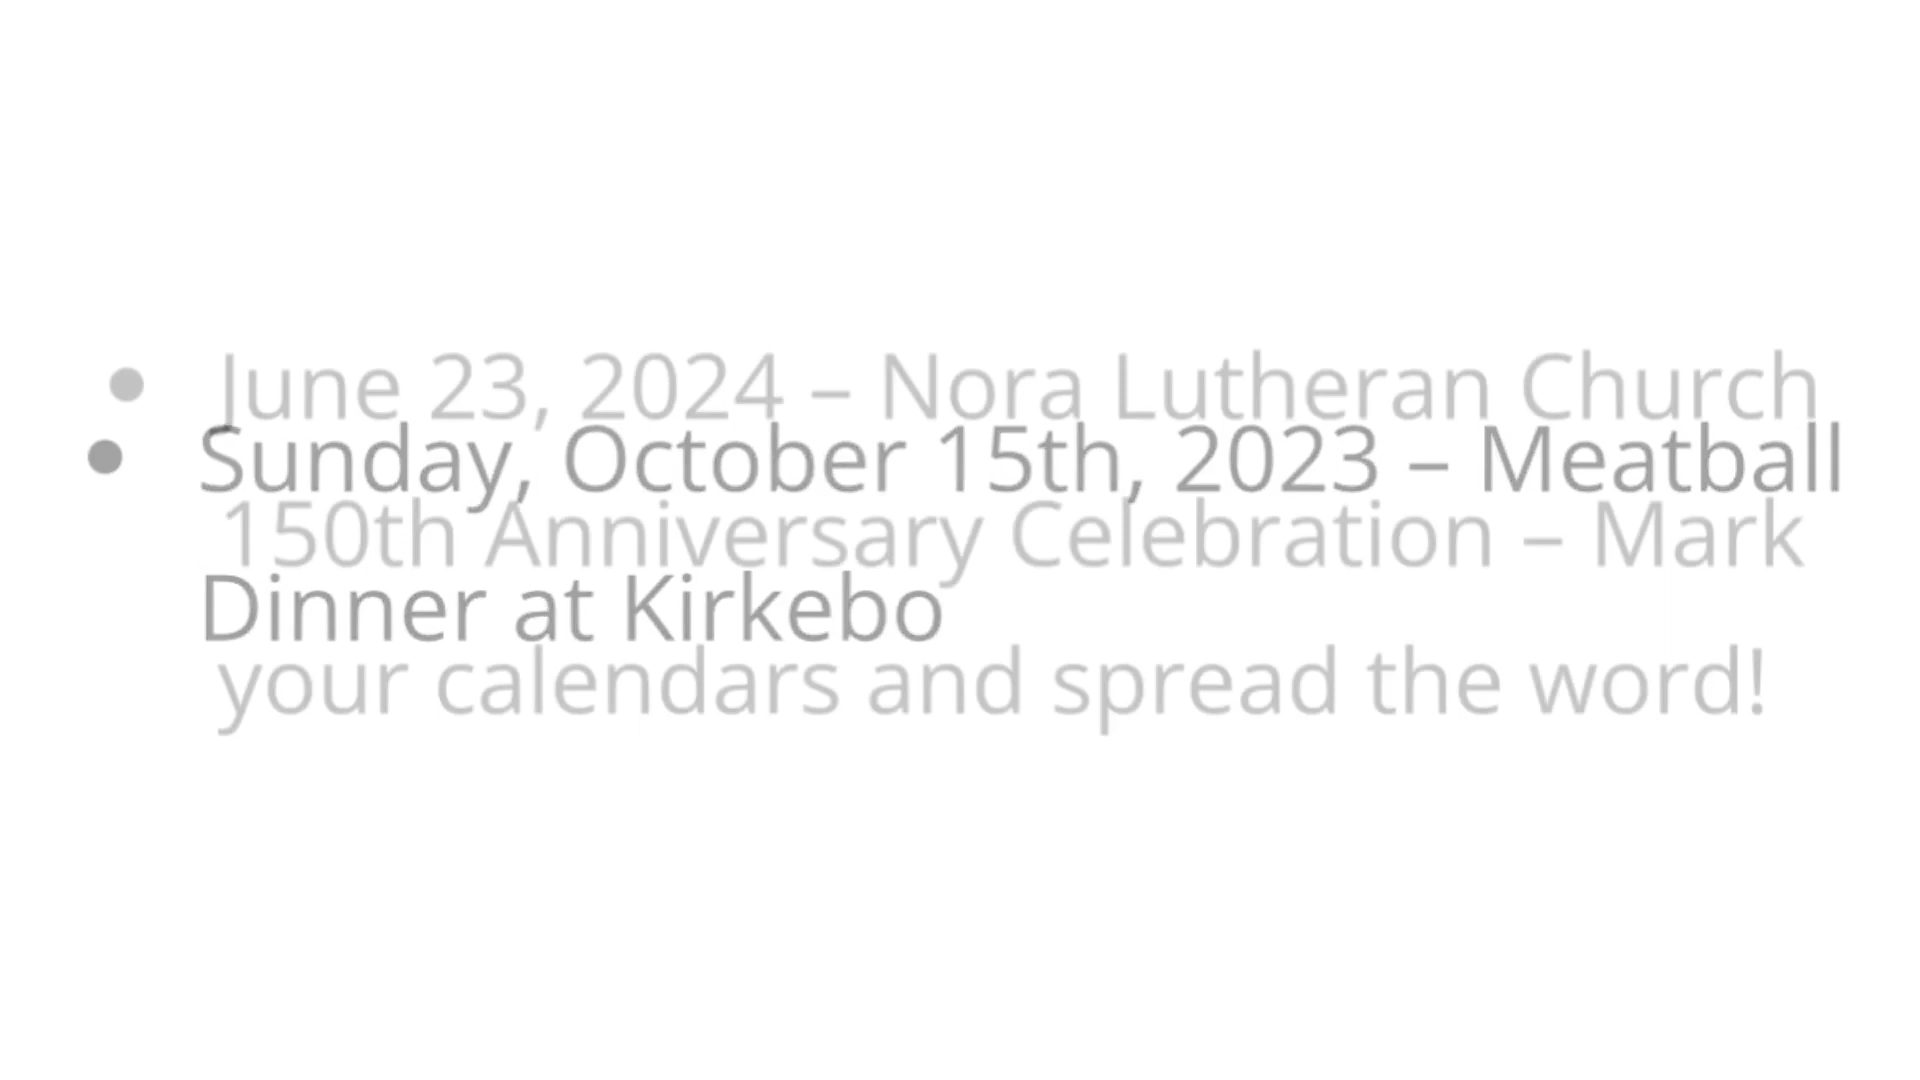 • June 23, 2024 – Nora Lutheran Church
• Sunday, October 15th, 2023 – Meatball
150th Anniversary Celebration – Mark
Dinner at Kirkebo
your calendars and spread the word!